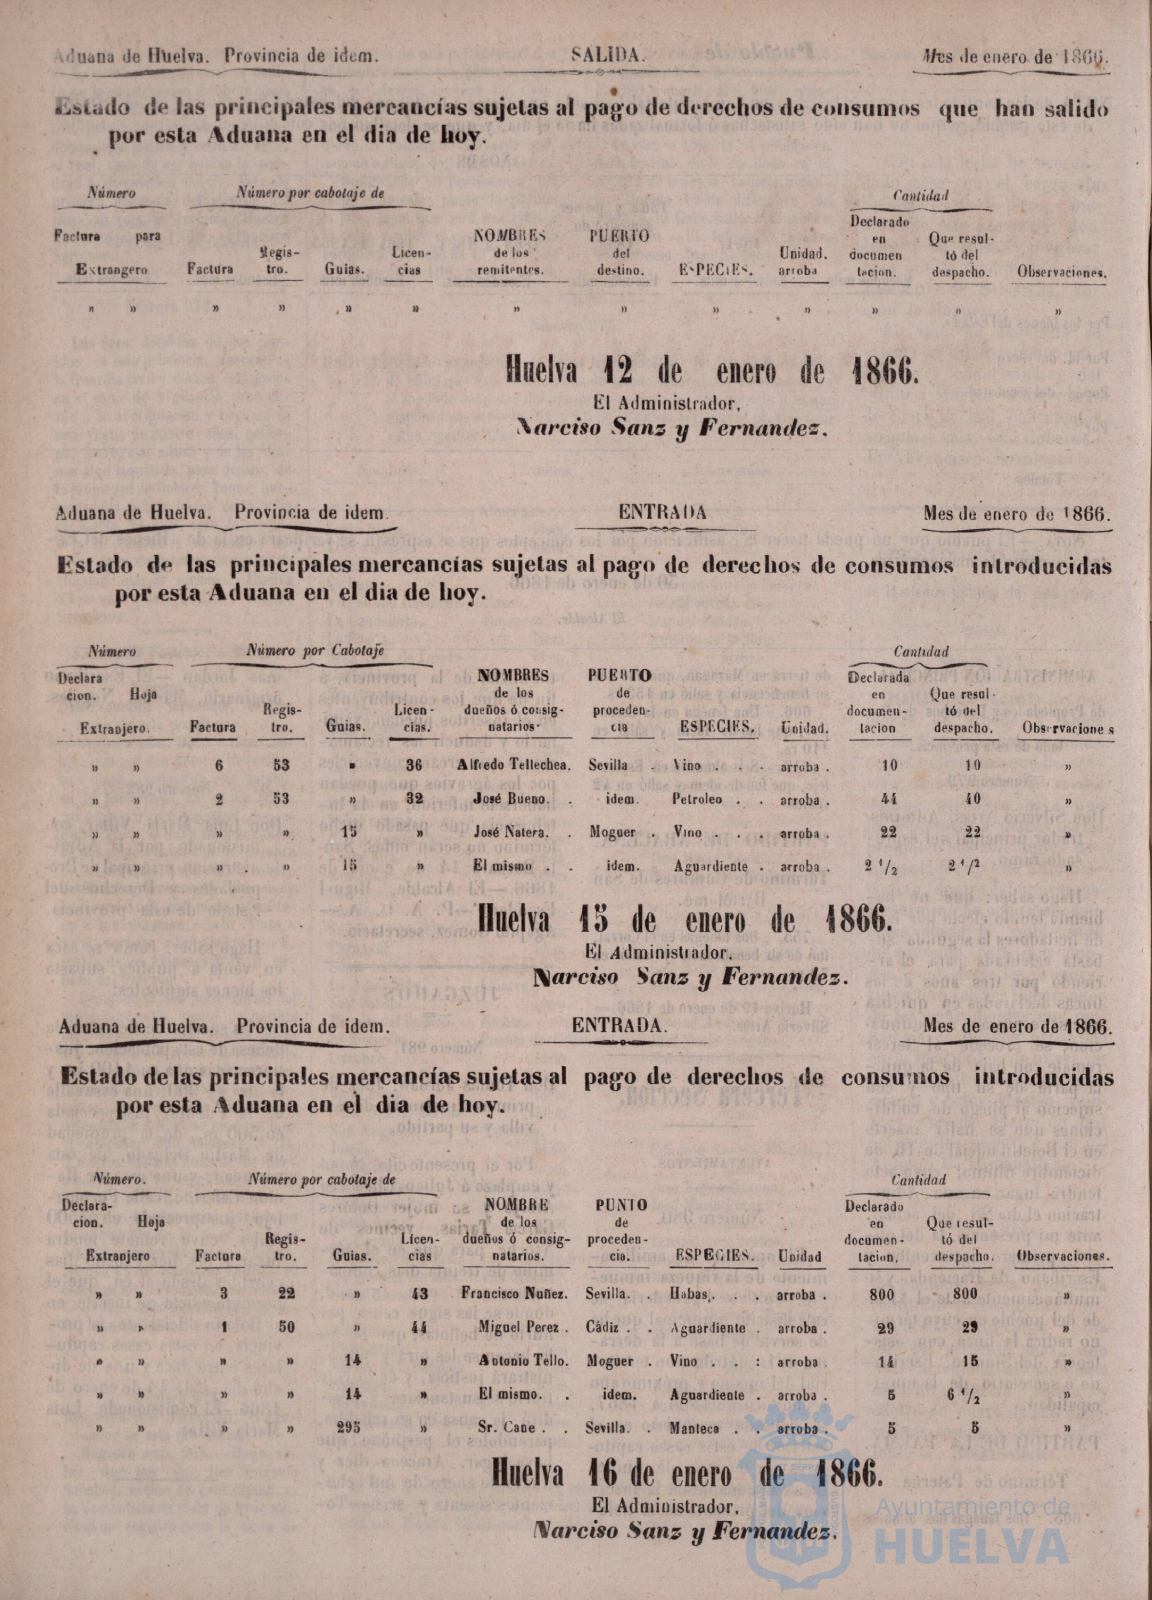 Aduana de Huelva. Provincia de idem. SALIDA. Mes de enero de 1866.
Estado de las principales mercancías sujetas al pago de derechos de consumos que han salido
por esta Aduana en el dia de hoy.
Número Número por cabotaje de Cantidad
Factura para Extrangero Factura Regis-tro. Guias. Licen-cias NOMBRES de los remitentes. PUERTO del destino. ESPECIES. Unidad. arroba Declarado en documen tacion. Que resul-tó del despacho. Observaciones.
" " " " " " " " " " " " "
Huelva 12 de enero de 1866.
El Administrador,
Narciso Sanz y Fernandez.
Aduana de Huelva. Provincia de idem. ENTRADA Mes de enero de 1866.
Estado de las principales mercancías sujetas al pago de derechos de consumos introducidas
por esta Aduana en el dia de hoy.
Número Número por Cabotaje Cantidad
Declara cion. Hoja Extranjero. Factura Regis-tro. Guias. Licen-cias. NOMBRES de los dueños ó consig-natarios· PUERTO de proceden-cia ESPECIES. Unidad. Declarada en documen-tacion Que resul-tó del despacho. Observaciones
" " 6 53 " 36 Alfredo Tellechea. Sevilla . Vino . . . arroba . 10 10 "
" " 2 53 " 32 José Bueno. . idem. Petroleo . . arroba . 44 40 "
" " " " 15 " José Natera. . Moguer . Vino . . . arroba . 22 22 "
" " " . " 15 " El mismo . . idem. Aguardiente . arroba . 2 1/2 2 1/2 "
Huelva 15 de enero de 1866.
El Administrador,
Narciso Sanz y Fernandez.
Aduana de Huelva. Provincia de idem. ENTRADA. Mes de enero de 1866.
Estado de las principales mercancías sujetas al pago de derechos de consumos introducidas
por esta Aduana en el dia de hoy.
Número. Número por cabotaje de Cantidad
Declara-cion. Hoja Extranjero Factura Regis-tro. Guias. Licen-cias NOMBRE de los dueños ó consig-natarios. PUNTO de proceden-cia. ESPECIES. Unidad Declarado en documen-tacion, Que resul-tó del despacho. Observaciones.
" " 3 22 " 43 Francisco Nuñez. Sevilla. . Habas. . . arroba . 800 800 "
" " 1 50 " 44 Miguel Perez . Cádiz . . Aguardiente . arroba . 29 29 "
" " " " 14 " Antonio Tello. Moguer . Vino . . : arroba . 14 15 "
" " " " 14 " El mismo. . idem. Aguardiente . arroba . 5 6 1/2 "
" " " " 295 " Sr. Cane . . Sevilla. . Manteca . . arroba . 5 5 "
Huelva 16 de enero de 1866.
El Administrador,
Narciso Sanz y Fernandez.
Ayuntamiento de
HUELVA